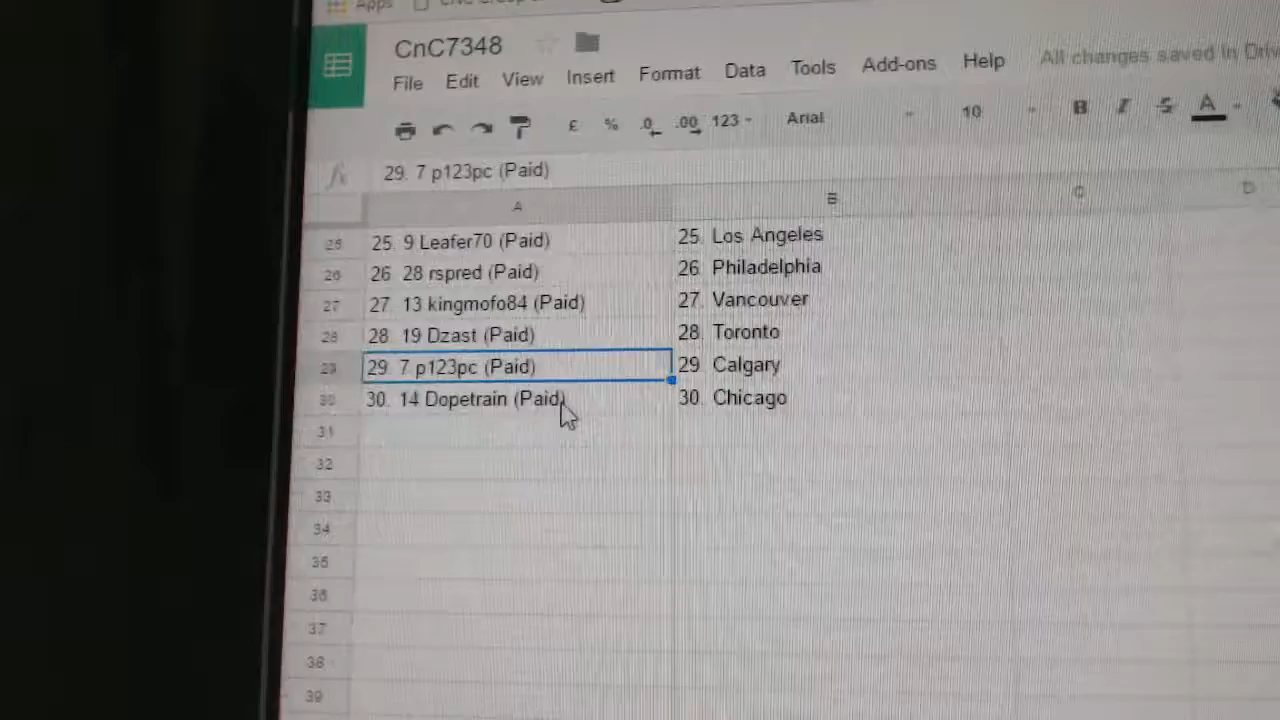 Apps
CnC7348
File Edit View Insert Format Data Tools Add-ons Help All changes saved in
£ % .0 .00 123 Arial 10 B I S A
fx 29. 7 p123pc (Paid)
A B C D
25 25. 9 Leafer70 (Paid) 25. Los Angeles
26 26 28 rspred (Paid) 26. Philadelphia
27 27. 13 kingmofo84 (Paid) 27. Vancouver
28 28. 19 Dzast (Paid) 28. Toronto
29 29. 7 p123pc (Paid) 29. Calgary
30 30. 14 Dopetrain (Paid) 30. Chicago
31
32
33
34
35
36
37
38
39